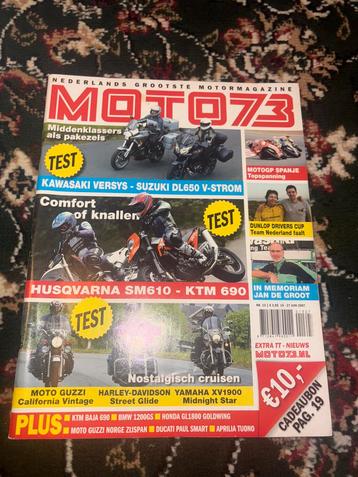 NEDERLANDS GROOTSTE MOTORMAGAZINE
MOTO73
Middenklassers
als pakezels
TEST
KAWASAKI VERSYS - SUZUKI DL650 V-STROM
MOTOGP SPANJE
Topspanning
DUNLOP DRIVERS CUP
Team Nederland faalt
Comfort
of knallen
TEST
HUSQVARNA SM610 - KTM 690
IN MEMORIAM
JAN DE GROOT
TEST
Nostalgisch cruisen
MOTO GUZZI
California Vintage
HARLEY-DAVIDSON
Street Glide
YAMAHA XV1900
Midnight Star
EXTRA 77 - NIEUWS
MOTO73.NL
€10,-
CADEAUBON
PAG. 19
PLUS
KTM BAJA 690 ■ BMW 1200GS ■ HONDA GL1800 GOLDWING
MOTO GUZZI NORGE ZIJSPAN ■ DUCATI PAUL SMART ■ APRILIA TUONO